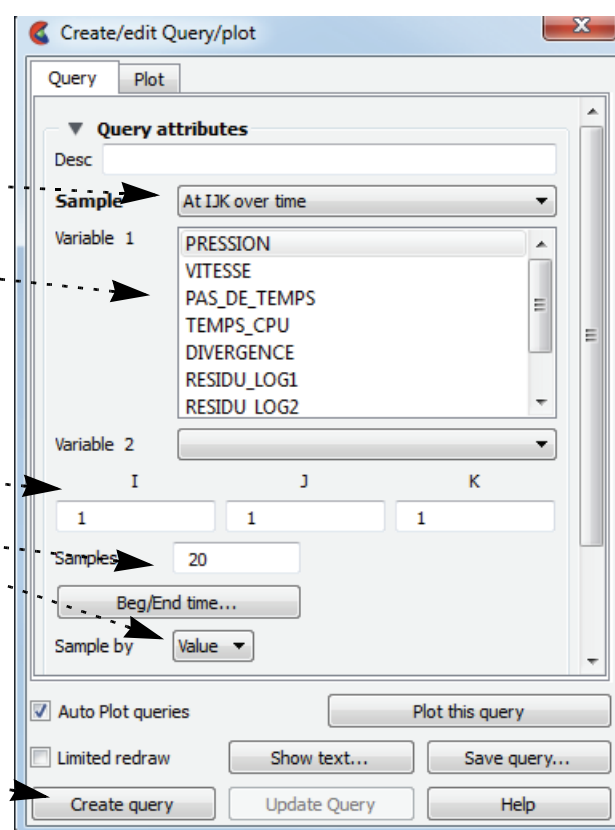 Create/edit Query/plot
Query Plot
Query attributes
Desc
Sample At IJK over time
Variable 1 PRESSION
VITESSE
PAS_DE_TEMPS
TEMPS_CPU
DIVERGENCE
RESIDU_LOG1
RESIDU_LOG2
Variable 2
I J K
1 1 1
Samples 20
Beg/End time...
Sample by Value
Auto Plot queries Plot this query
Limited redraw Show text... Save query...
Create query Update Query Help